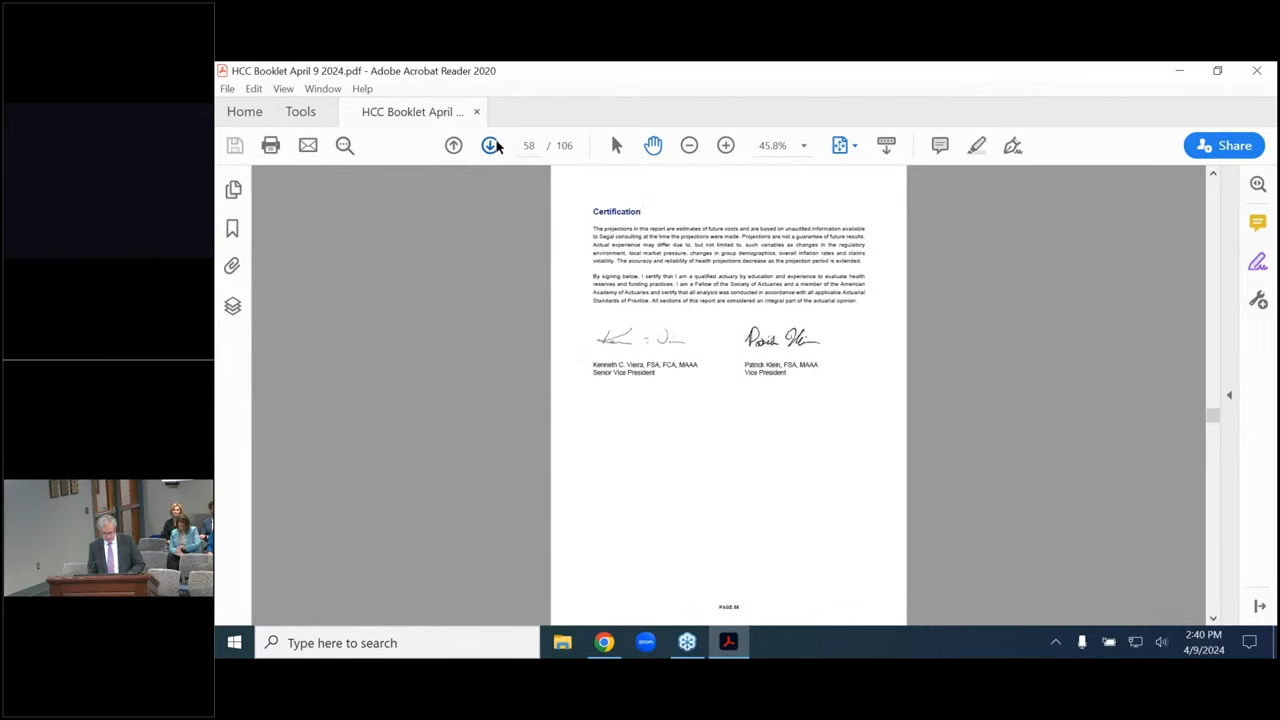 HCC Booklet April 9 2024.pdf - Adobe Acrobat Reader 2020
File Edit View Window Help
Home Tools HCC Booklet April ... ×
58 / 106 45.8% Share
Certification
The projections in this report are estimates of future costs and are based on unaudited information available
to Segal consulting at the time the projections were made. Projections are not a guarantee of future results.
Actual experience may differ due to, but not limited to, such variables as changes in the regulatory
environment, local market pressure, changes in group demographics, overall inflation rates and claims
volatility. The accuracy and reliability of health projections decrease as the projection period is extended.
By signing below, I certify that I am a qualified actuary by education and experience to evaluate health
reserves and funding practices. I am a Fellow of the Society of Actuaries and a member of the American
Academy of Actuaries and certify that all analysis was conducted in accordance with all applicable Actuarial
Standards of Practice. All sections of this report are considered an integral part of the actuarial opinion.
Kenneth C. Vieira, FSA, FCA, MAAA
Senior Vice President
Patrick Klein, FSA, MAAA
Vice President
PAGE 58
Type here to search
zoom
2:40 PM
4/9/2024